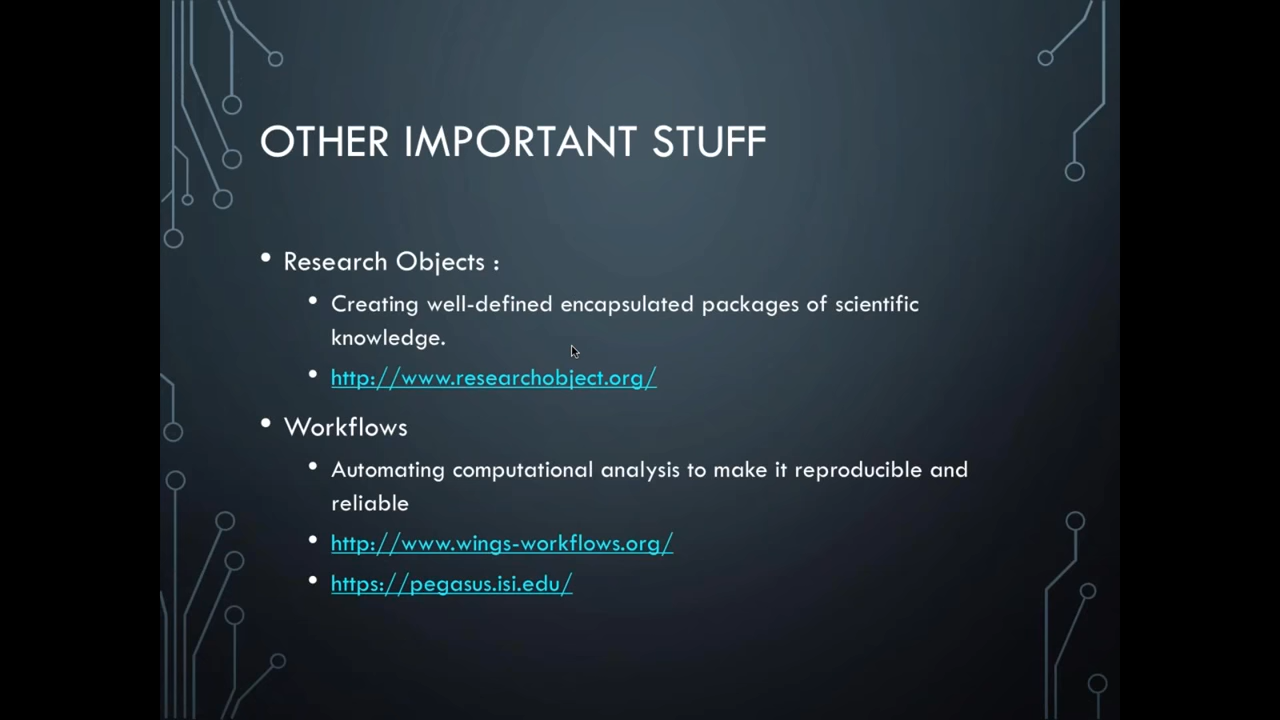 OTHER IMPORTANT STUFF
• Research Objects :
• Creating well-defined encapsulated packages of scientific
knowledge.
• http://www.researchobject.org/
• Workflows
• Automating computational analysis to make it reproducible and
reliable
• http://www.wings-workflows.org/
• https://pegasus.isi.edu/